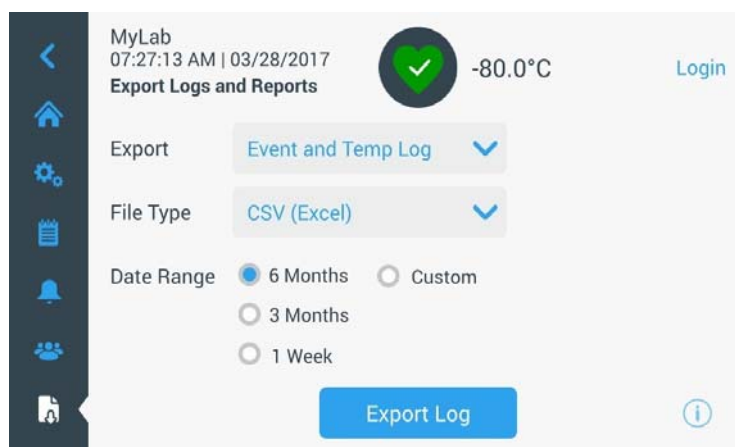 MyLab
07:27:13 AM | 03/28/2017
Export Logs and Reports
-80.0°C
Login
Export
Event and Temp Log
File Type
CSV (Excel)
Date Range
6 Months
Custom
3 Months
1 Week
Export Log
i